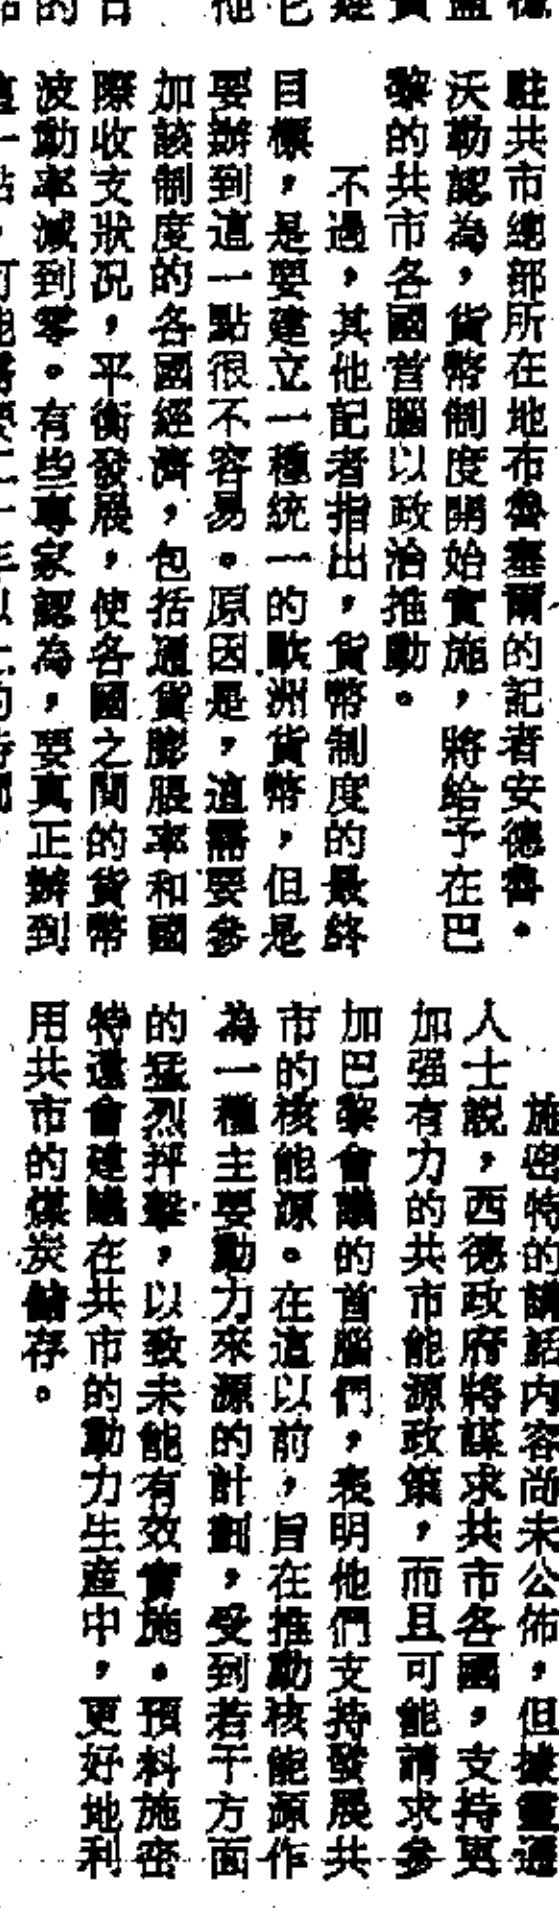 駐共市總部所在地布魯塞爾的記者安德魯·
沃勒認為，貨幣制度開始實施，將給予在巴
黎的共市各國首腦以政治推動。
不過，其他記者指出，貨幣制度的最終
目標，是要建立一種統一的歐洲貨幣，但是
要辦到這一點很不容易。原因是，這需要參
加該制度的各國經濟，包括通貨膨脹率和國
際收支狀況，平衡發展，使各國之間的貨幣
波動率減到零。有些專家認為，要真正辦到
施密特的講話内容尚未公佈，但據靈通
人士説，西德政府將謀求共市各國，支持更
加强有力的共市能源政策，而且可能請求參
加巴黎會議的首腦們，表明他們支持發展共
市的核能源。在這以前，旨在推動核能源作
為一種主要動力來源的計劃，受到若干方面
的猛烈抨擊，以致未能有效實施。預料施密
特還會建議在共市的動力生産中，更好地利
用共市的煤炭儲存。